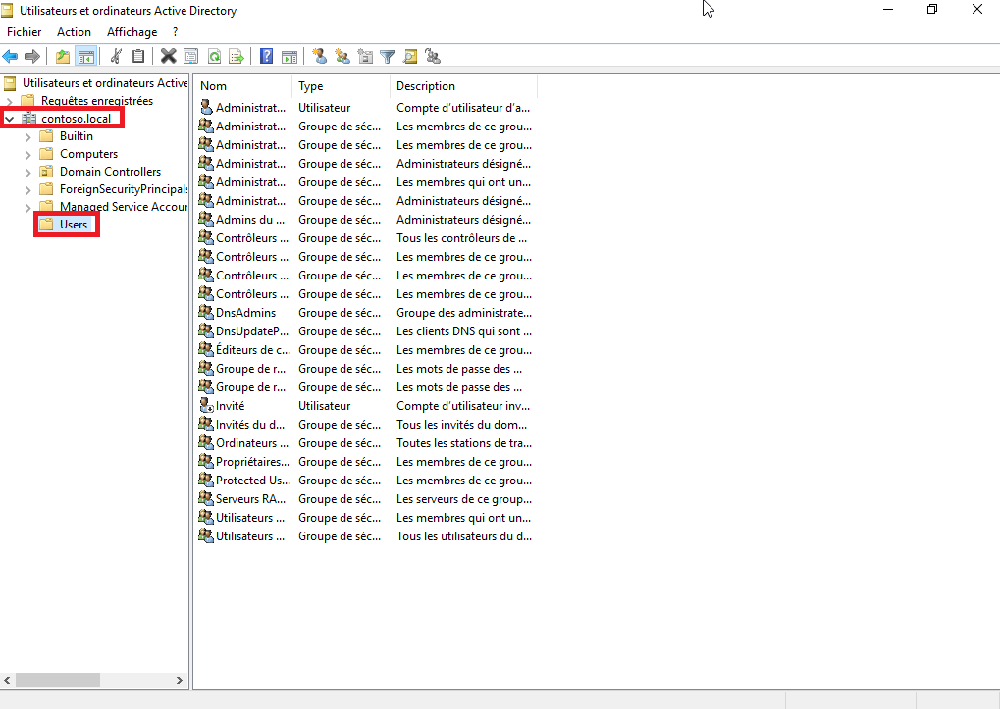 Utilisateurs et ordinateurs Active Directory
Fichier Action Affichage ?
Utilisateurs et ordinateurs Active
Requêtes enregistrées
contoso.local
Builtin
Computers
Domain Controllers
ForeignSecurityPrincipals
Managed Service Accour
Users
Nom Type Description
Administrat... Utilisateur Compte d'utilisateur d'a...
Administrat... Groupe de séc... Les membres de ce grou...
Administrat... Groupe de séc... Les membres de ce grou...
Administrat... Groupe de séc... Administrateurs désigné...
Administrat... Groupe de séc... Les membres qui ont un...
Administrat... Groupe de séc... Administrateurs désigné...
Admins du ... Groupe de séc... Administrateurs désigné...
Contrôleurs ... Groupe de séc... Tous les contrôleurs de ...
Contrôleurs ... Groupe de séc... Les membres de ce grou...
Contrôleurs ... Groupe de séc... Les membres de ce grou...
Contrôleurs ... Groupe de séc... Les membres de ce grou...
DnsAdmins Groupe de séc... Groupe des administrate...
DnsUpdateP... Groupe de séc... Les clients DNS qui sont ...
Éditeurs de c... Groupe de séc... Les membres de ce grou...
Groupe de r... Groupe de séc... Les mots de passe des ...
Groupe de r... Groupe de séc... Les mots de passe des ...
Invité Utilisateur Compte d'utilisateur inv...
Invités du d... Groupe de séc... Tous les invités du dom...
Ordinateurs ... Groupe de séc... Toutes les stations de tra...
Propriétaires... Groupe de séc... Les membres de ce grou...
Protected Us... Groupe de séc... Les membres de ce grou...
Serveurs RA... Groupe de séc... Les serveurs de ce group...
Utilisateurs ... Groupe de séc... Les membres qui ont un...
Utilisateurs ... Groupe de séc... Tous les utilisateurs du d...